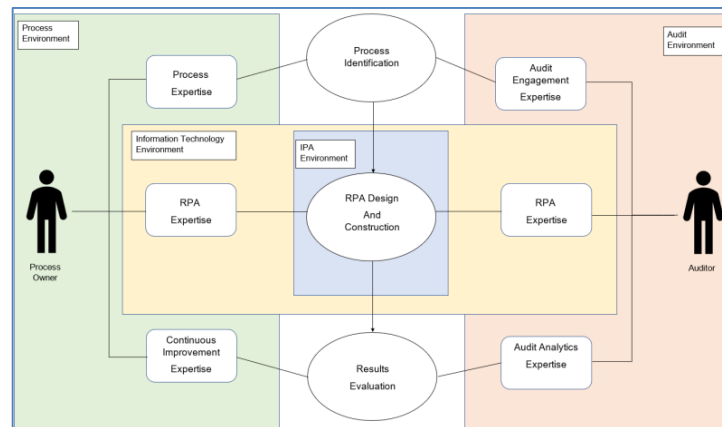 Process
Environment
Audit
Environment
Process
Identification
Process
Expertise
Audit
Engagement
Expertise
Information Technology
Environment
IPA
Environment
RPA
Expertise
RPA Design
And
Construction
RPA
Expertise
Process
Owner
Auditor
Continuous
Improvement
Expertise
Results
Evaluation
Audit Analytics
Expertise